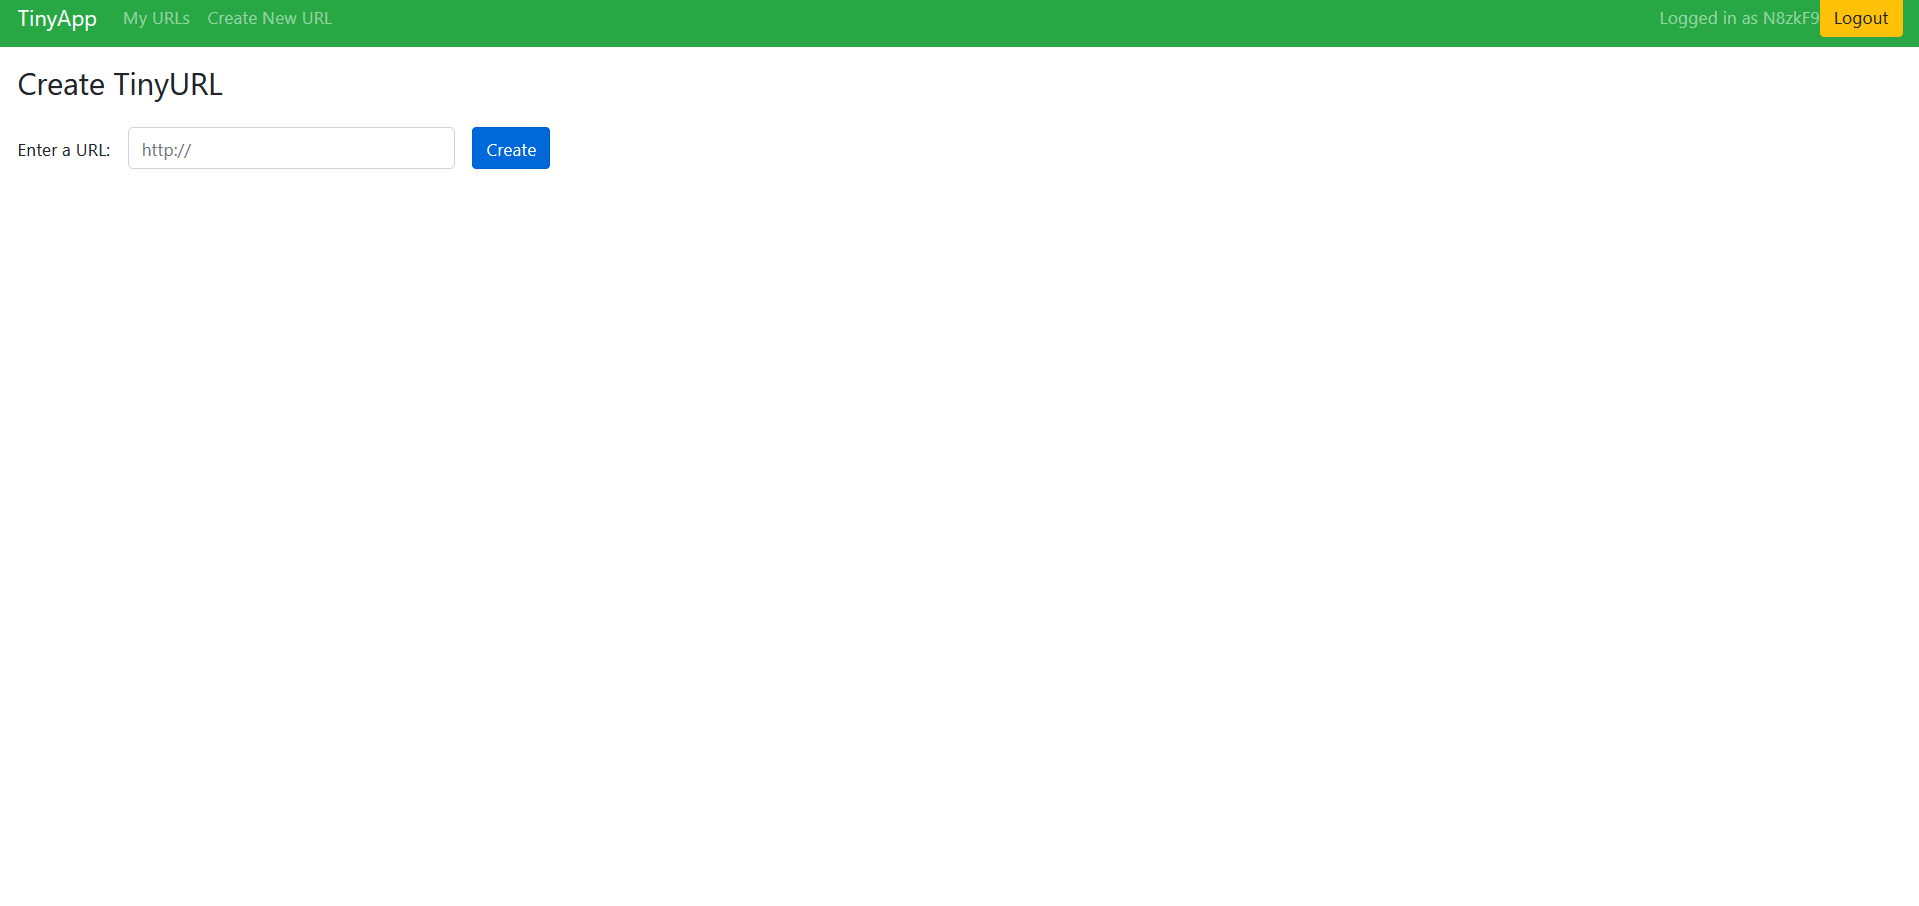 TinyApp My URLs Create New URL Logged in as N8zkF9 Logout
Create TinyURL
Enter a URL: http:// Create